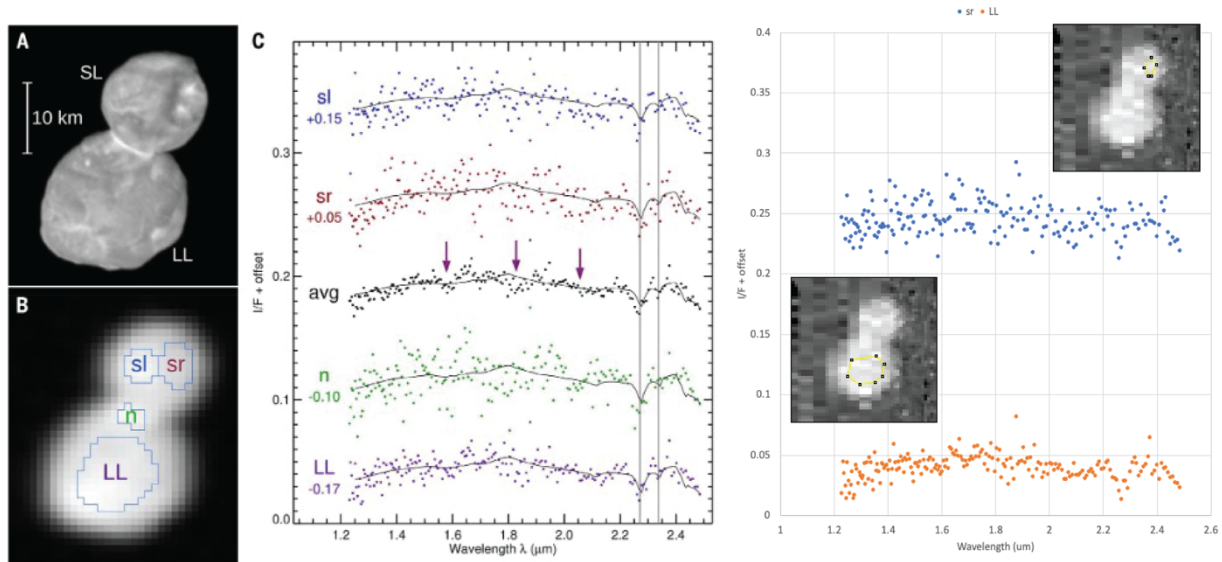 A
SL
10 km
LL
B
sl
sr
n
LL
C
0.3
0.2
0.1
0.0
I/F + offset
sl
+0.15
sr
+0.05
avg
n
-0.10
LL
-0.17
1.2 1.4 1.6 1.8 2.0 2.2 2.4
Wavelength λ (μm)
sr LL
0.4
0.35
0.3
0.25
0.2
0.15
0.1
0.05
0
I/F + offset
1 1.2 1.4 1.6 1.8 2 2.2 2.4 2.6
Wavelength (um)